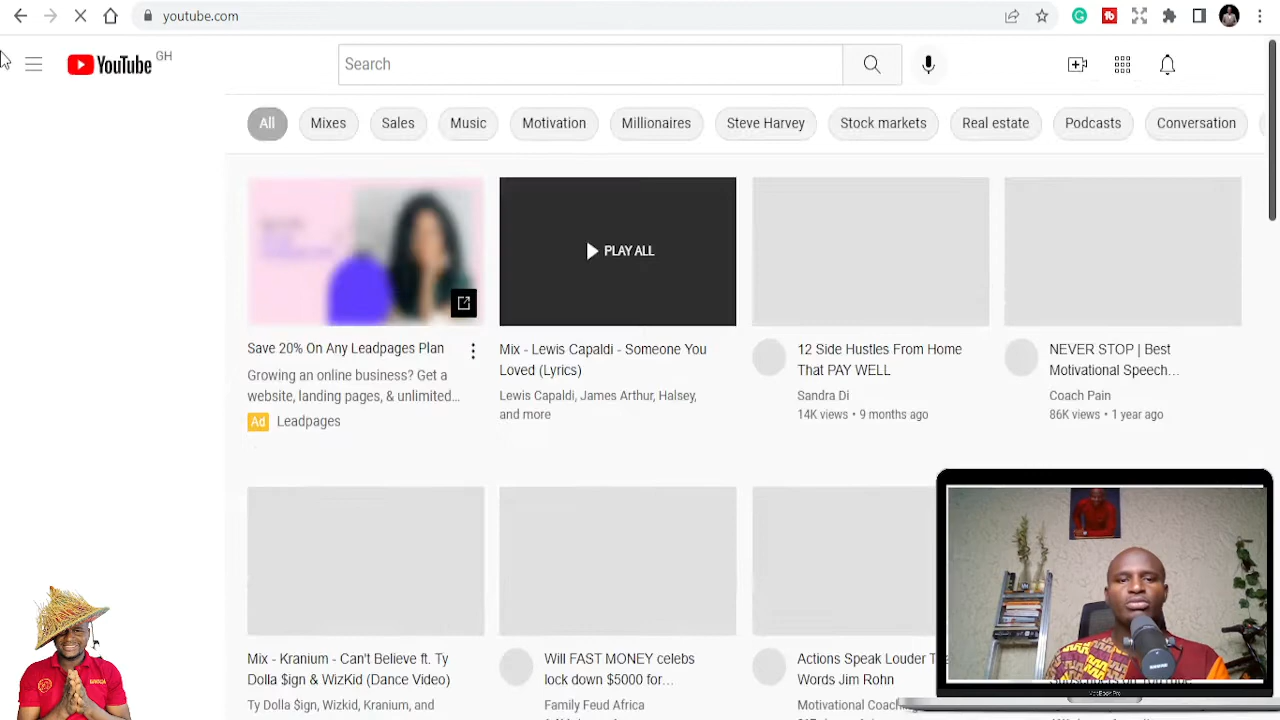 youtube.com
YouTube GH
Search
All
Mixes
Sales
Music
Motivation
Millionaires
Steve Harvey
Stock markets
Real estate
Podcasts
Conversation
PLAY ALL
Save 20% On Any Leadpages Plan
Growing an online business? Get a
website, landing pages, & unlimited...
Ad Leadpages
Mix - Lewis Capaldi - Someone You
Loved (Lyrics)
Lewis Capaldi, James Arthur, Halsey,
and more
12 Side Hustles From Home
That PAY WELL
Sandra Di
14K views • 9 months ago
NEVER STOP | Best
Motivational Speech...
Coach Pain
86K views • 1 year ago
Mix - Kranium - Can't Believe ft. Ty
Dolla $ign & WizKid (Dance Video)
Ty Dolla $ign, Wizkid, Don Jazzy, and
Will FAST MONEY celebs
lock down $5000 for...
Family Feud Africa
Actions Speak Louder
Words Jim Rohn
Motivational Coaching